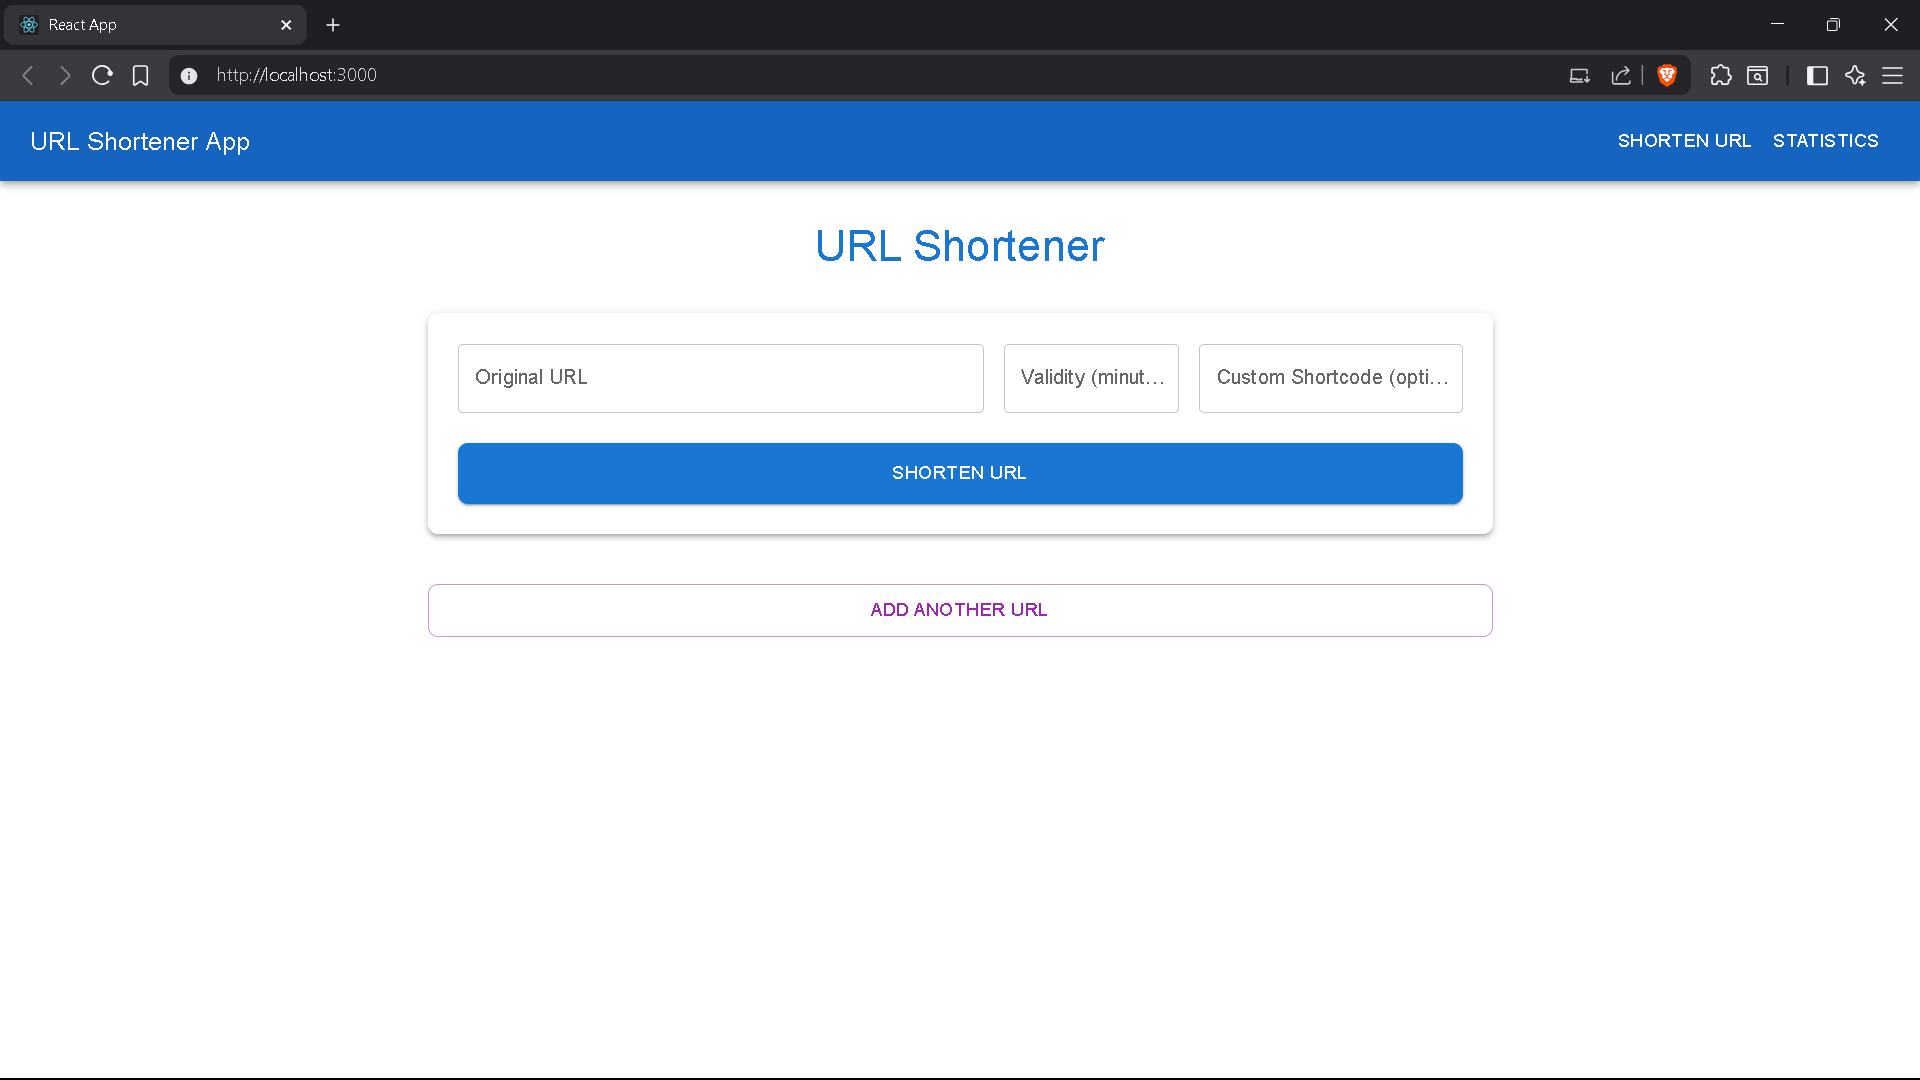 React App
http://localhost:3000
URL Shortener App
SHORTEN URL
STATISTICS
URL Shortener
Original URL
Validity (minut...
Custom Shortcode (opti...
SHORTEN URL
ADD ANOTHER URL